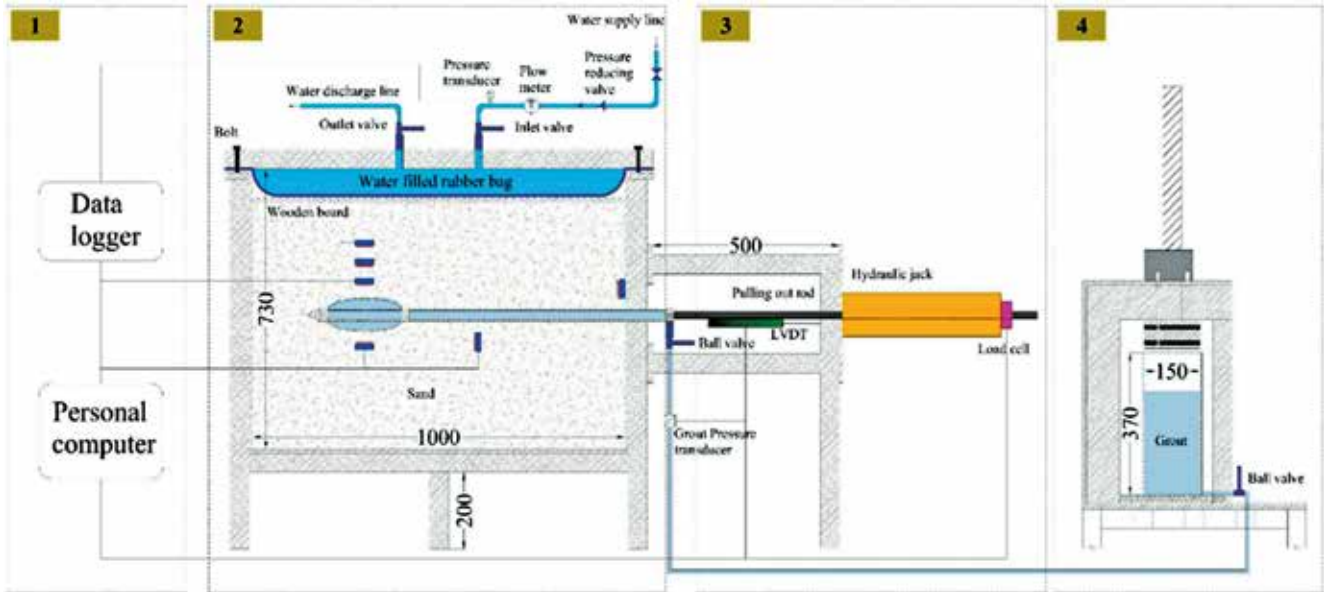 1
2
3
4
Water supply line
Pressure
transducer
Flow
meter
Pressure
reducing
valve
Water discharge line
Outlet valve
Inlet valve
Bolt
Water filled rubber bag
Wooden board
Data
logger
730
500
Hydraulic jack
Pulling out rod
LVDT
Ball valve
Load cell
Sand
Personal
computer
1000
Grout Pressure
transducer
200
150
370
Grout
Ball valve